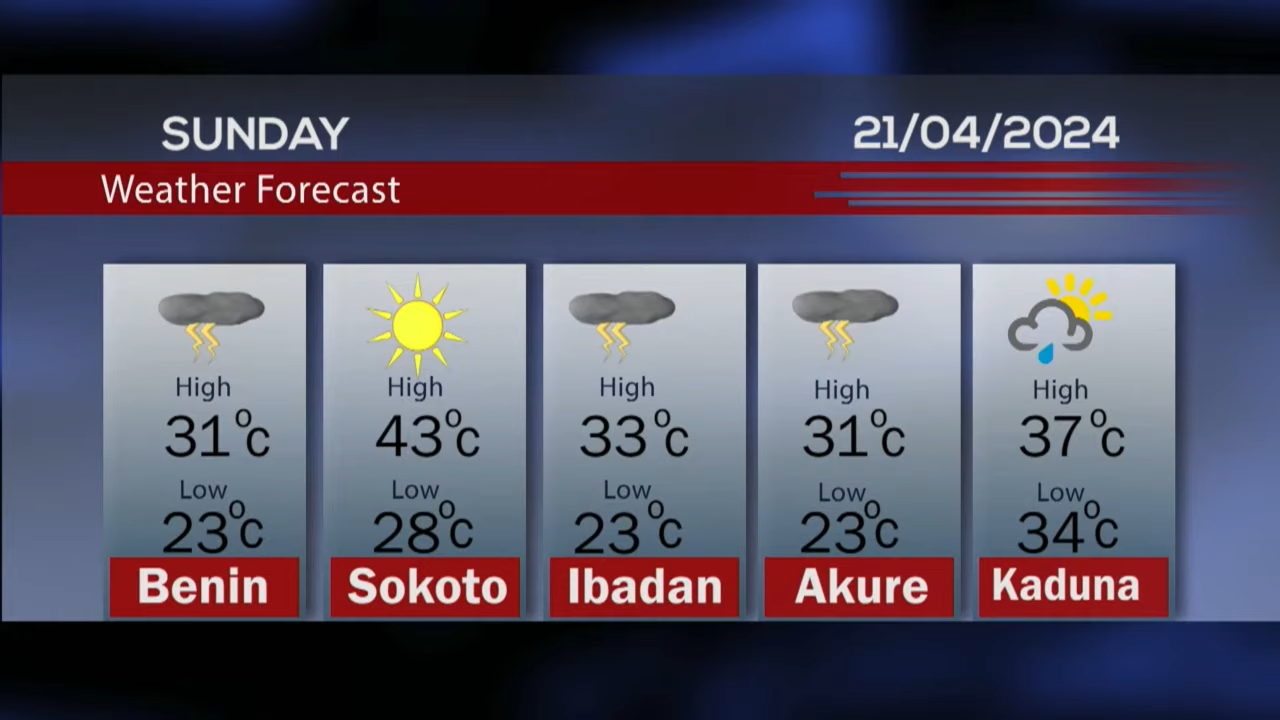 SUNDAY 21/04/2024
Weather Forecast
High High High High High
31°C 43°C 33°C 31°C 37°C
Low Low Low Low Low
23°C 28°C 23°C 23°C 34°C
Benin Sokoto Ibadan Akure Kaduna